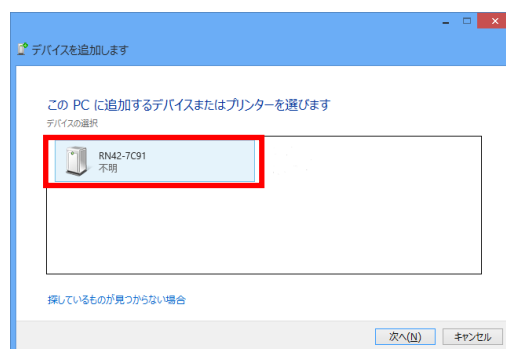 デバイスを追加します
この PC に追加するデバイスまたはプリンターを選びます
デバイスの選択
RN42-7C91
不明
探しているものが見つからない場合
次へ(N)
キャンセル